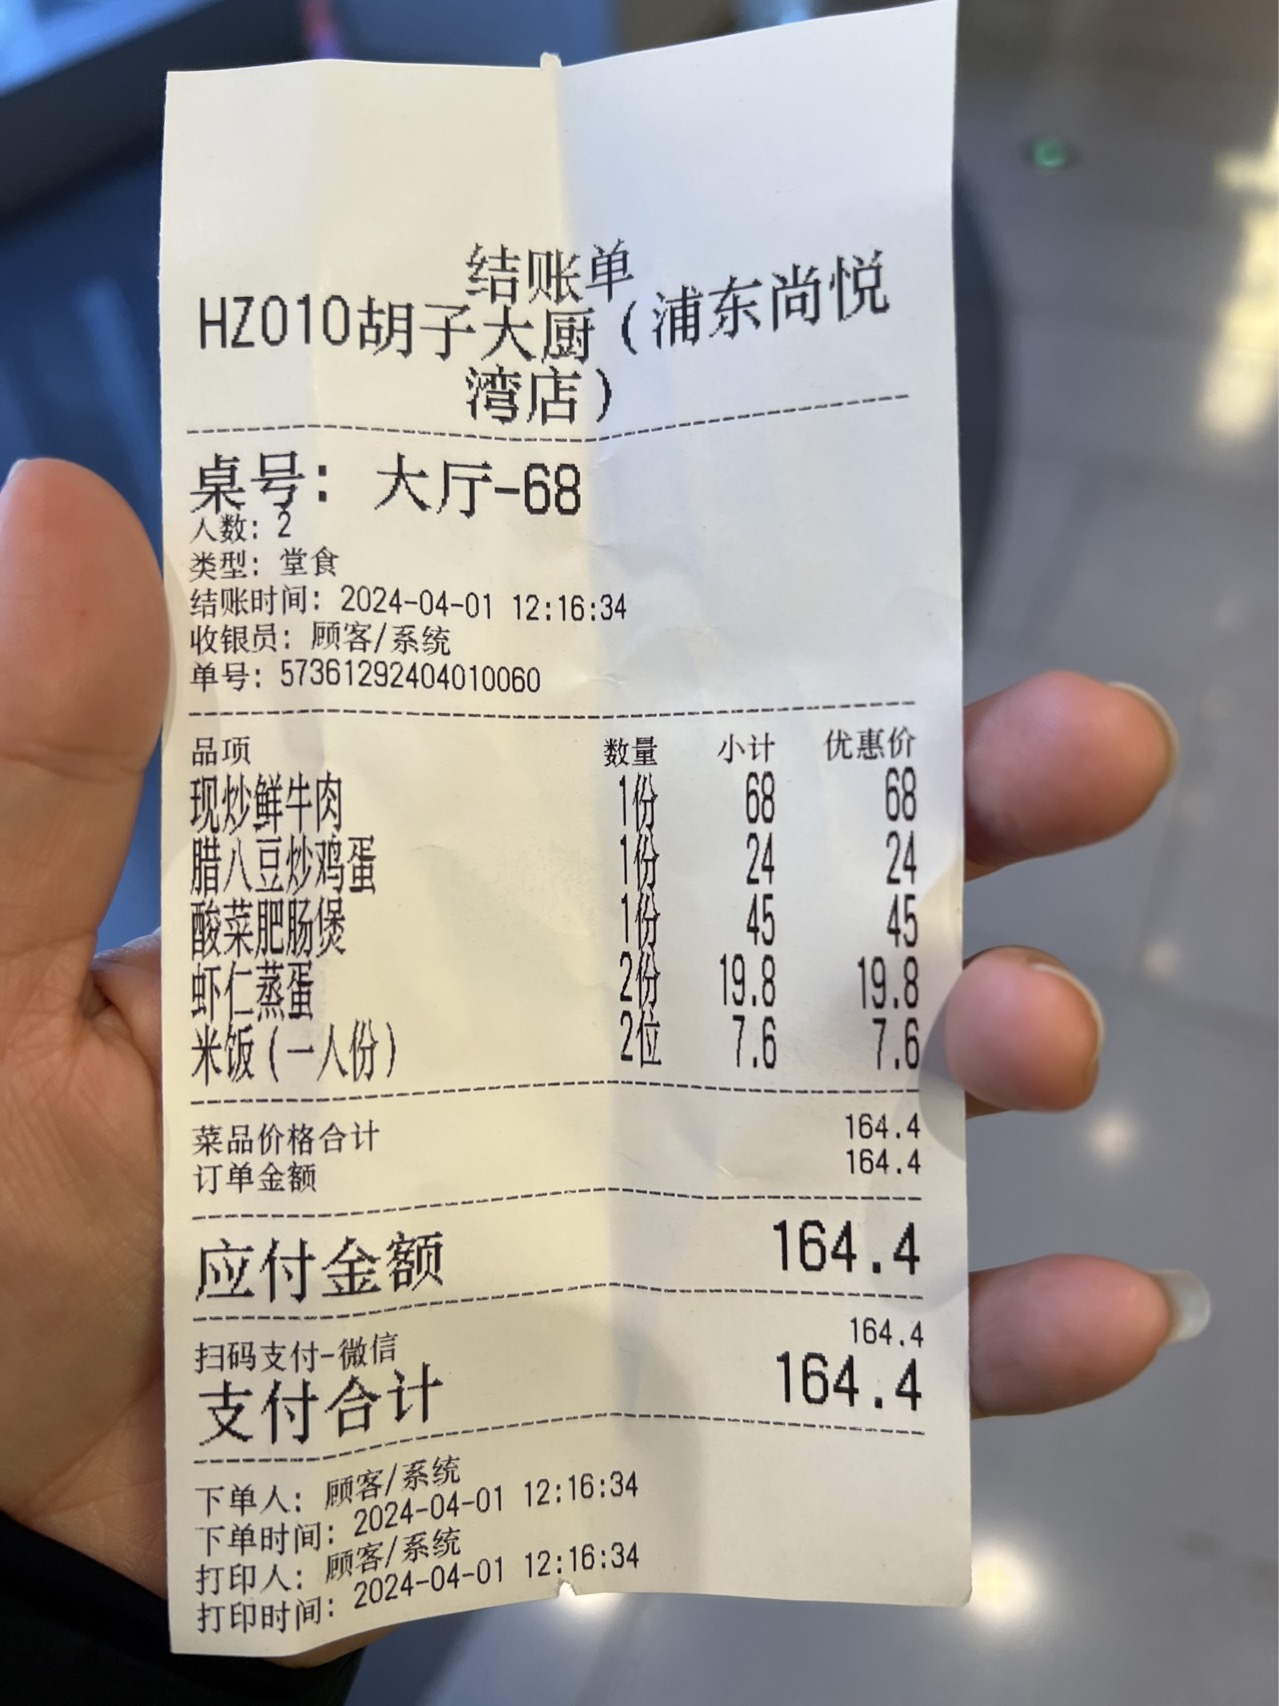 结账单
HZ010胡子大厨(浦东尚悦
湾店)
桌号: 大厅-68
人数: 2
类型: 堂食
结账时间: 2024-04-01 12:16:34
收银员: 顾客/系统
单号: 57361292404010060
品项 数量 小计 优惠价
现炒鲜牛肉 1份 68 68
腊八豆炒鸡蛋 1份 24 24
酸菜肥肠煲 1份 45 45
虾仁蒸蛋 2份 19.8 19.8
米饭(一人份) 2位 7.6 7.6
菜品价格合计 164.4
订单金额 164.4
应付金额 164.4
扫码支付-微信 164.4
支付合计 164.4
下单人: 顾客/系统
下单时间: 2024-04-01 12:16:34
打印人: 顾客/系统
打印时间: 2024-04-01 12:16:34